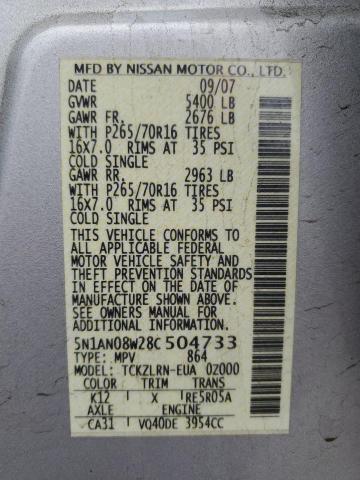 MFD BY NISSAN MOTOR CO., LTD.
DATE 09/07
GVWR 5400 LB
GAWR FR. 2676 LB
WITH P265/70R16 TIRES
16X7.0 RIMS AT 35 PSI
COLD SINGLE
GAWR RR. 2963 LB
WITH P265/70R16 TIRES
16X7.0 RIMS AT 35 PSI
COLD SINGLE
THIS VEHICLE CONFORMS TO
ALL APPLICABLE FEDERAL
MOTOR VEHICLE SAFETY AND
THEFT PREVENTION STANDARDS
IN EFFECT ON THE DATE OF
MANUFACTURE SHOWN ABOVE.
SEE OWNERS MANUAL FOR
ADDITIONAL INFORMATION
5N1AN08W28C504733
TYPE: MPV 864
MODEL: TCKZLRN-EUA 02000
COLOR TRIM TRANS
K12 X RE5R05A
AXLE ENGINE
CA31 VQ40DE 3954CC